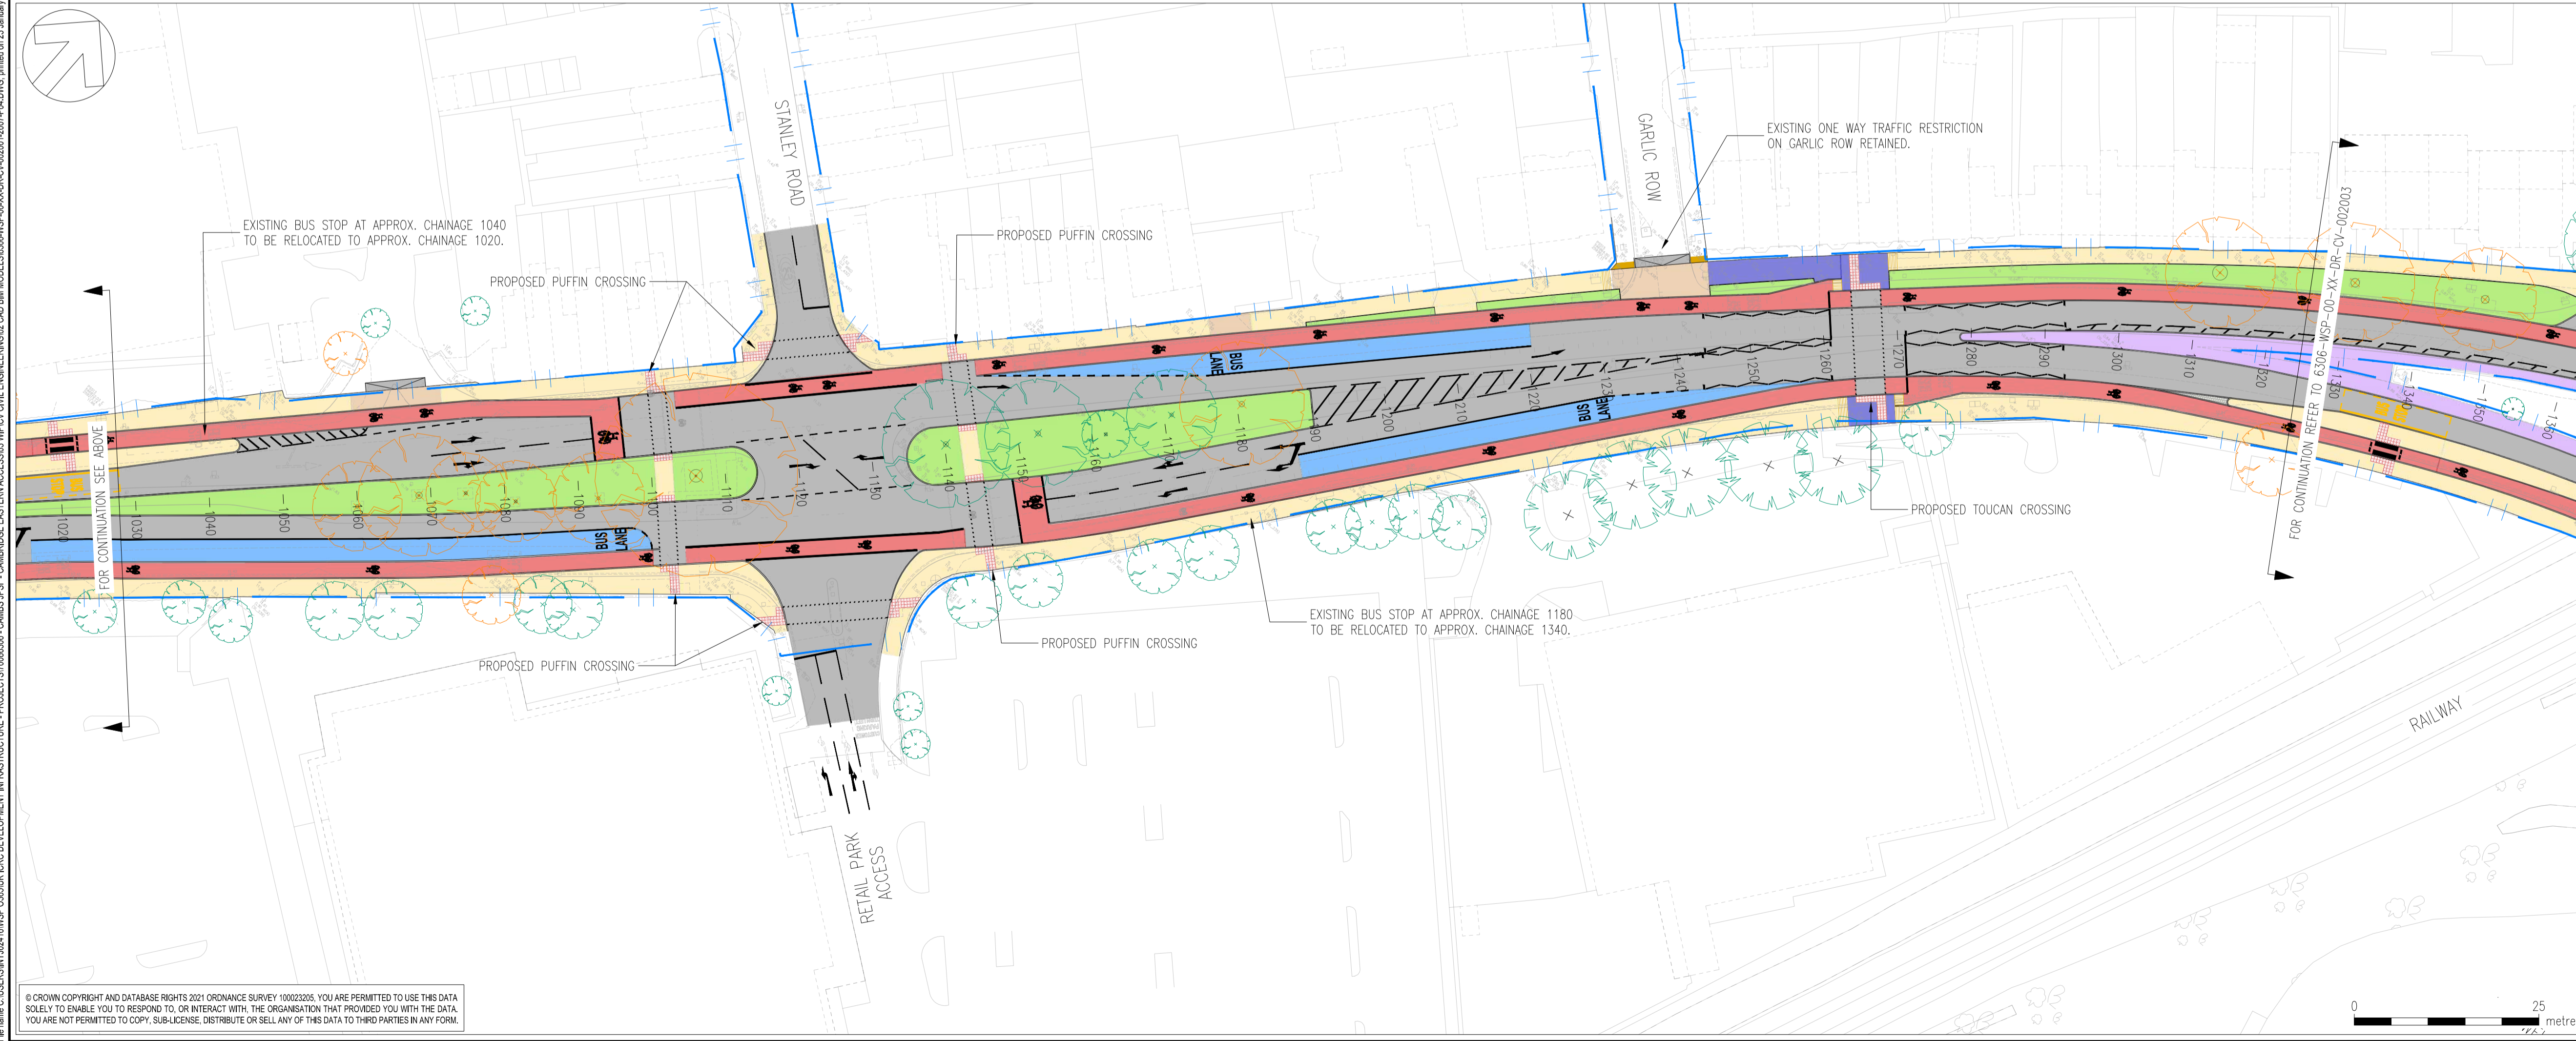 STANLEY ROAD
GARLIC ROW
EXISTING ONE WAY TRAFFIC RESTRICTION
ON GARLIC ROW RETAINED.
EXISTING BUS STOP AT APPROX. CHAINAGE 1040
TO BE RELOCATED TO APPROX. CHAINAGE 1020.
PROPOSED PUFFIN CROSSING
PROPOSED PUFFIN CROSSING
BUS
LANE
BUS
LANE
BUS
LANE
1020
1030
1040
1050
1060
1070
1080
1090
1100
1110
1120
1130
1140
1150
1160
1170
1180
1190
1200
1210
1220
1230
1240
1250
1260
1270
1280
1290
1300
1310
1320
1330
1340
1350
1360
FOR CONTINUATION SEE ABOVE
FOR CONTINUATION REFER TO 6306-WSP-00-XX-DR-CV-002003
PROPOSED TOUCAN CROSSING
EXISTING BUS STOP AT APPROX. CHAINAGE 1180
TO BE RELOCATED TO APPROX. CHAINAGE 1340.
PROPOSED PUFFIN CROSSING
PROPOSED PUFFIN CROSSING
RETAIL PARK
ACCESS
RAILWAY
© CROWN COPYRIGHT AND DATABASE RIGHTS 2021 ORDNANCE SURVEY 100023205, YOU ARE PERMITTED TO USE THIS DATA
SOLELY TO ENABLE YOU TO RESPOND TO, OR INTERACT WITH, THE ORGANISATION THAT PROVIDED YOU WITH THE DATA.
YOU ARE NOT PERMITTED TO COPY, SUB-LICENSE, DISTRIBUTE OR SELL ANY OF THIS DATA TO THIRD PARTIES IN ANY FORM.
0 25
metre